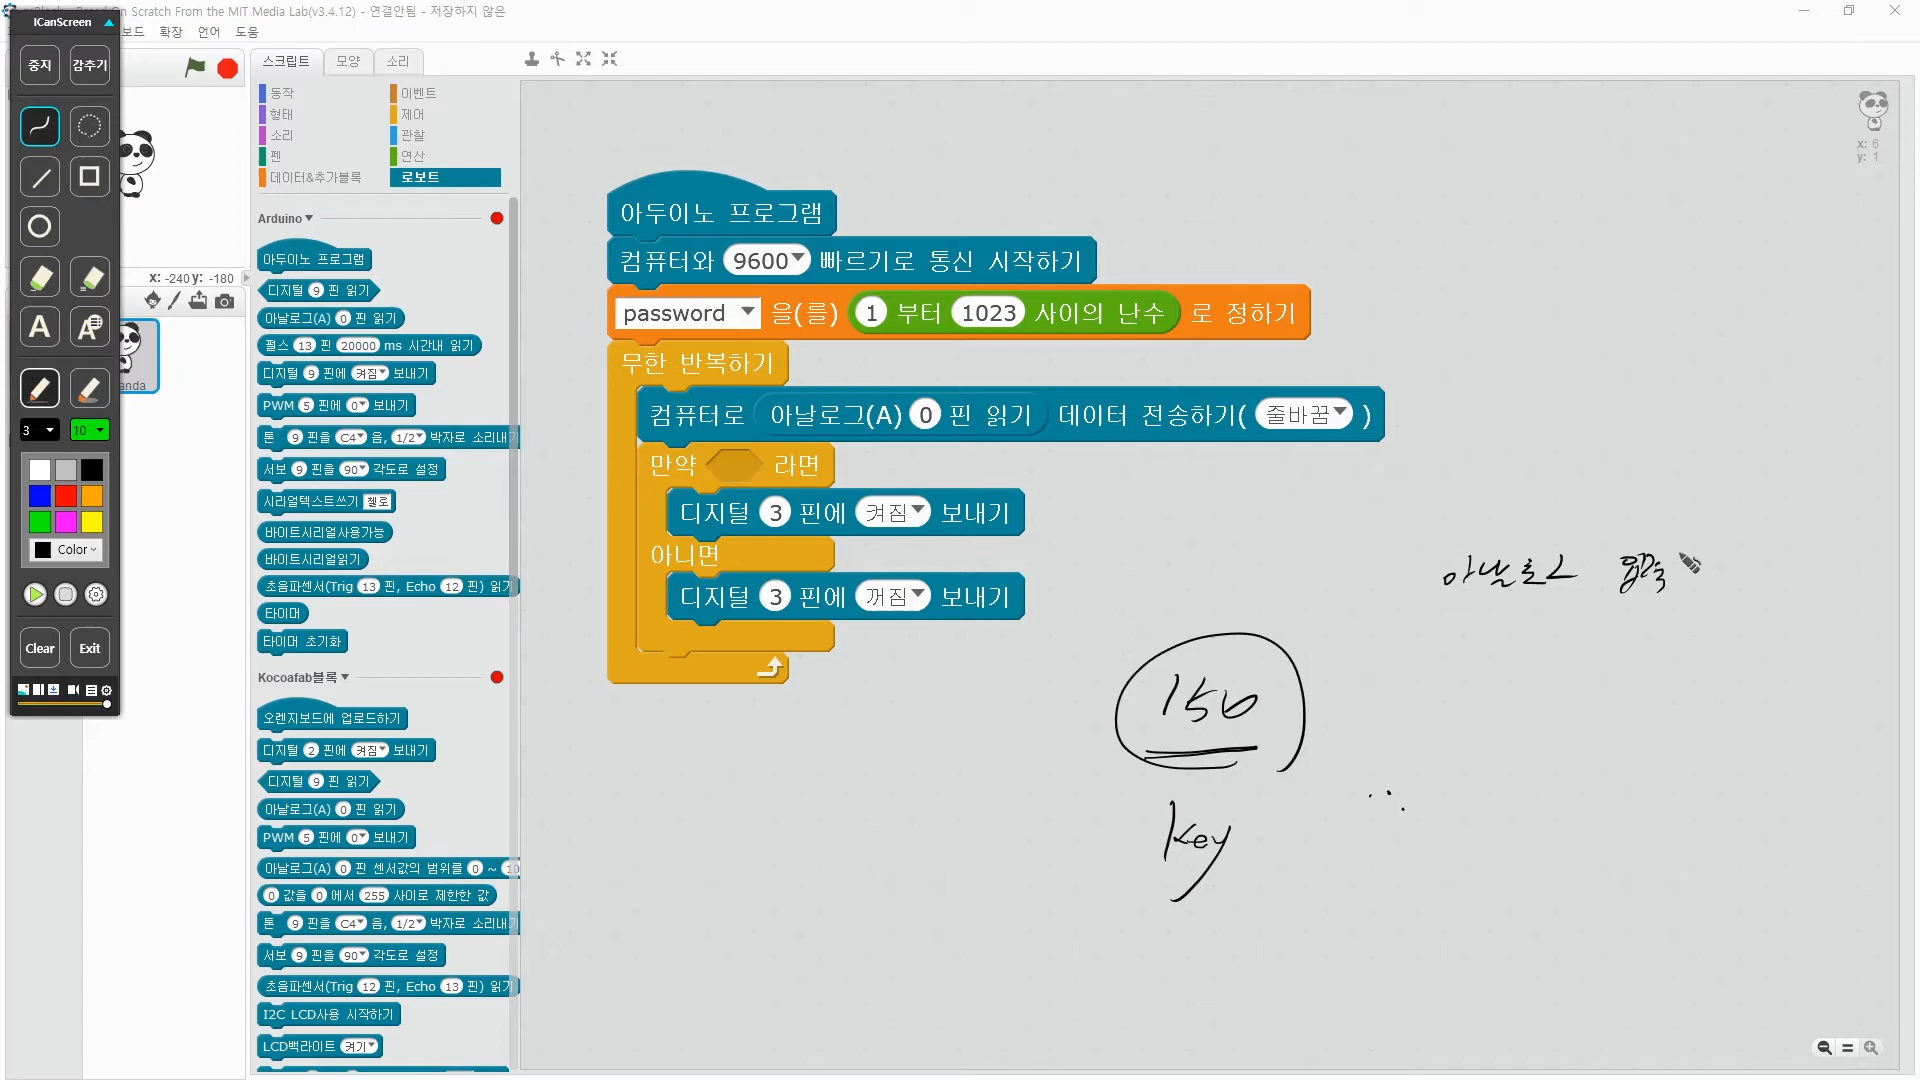 Scratch From the MIT Media Lab(v3.4.12) - 연결안됨 - 저장하지 않은
ICanScreen
보드 확장 언어 도움
중지 감추기
스크립트 모양 소리
동작 이벤트
형태 제어
소리 관찰
펜 연산
데이터&추가블록 로보트
x: 6
y: 1
x: -240 y: -180
A A
anda
3 10
Color
Clear Exit
Arduino
아두이노 프로그램
디지털 9 핀 읽기
아날로그(A) 0 핀 읽기
펄스 13 핀 20000 ms 시간내 읽기
디지털 9 핀에 켜짐 보내기
PWM 5 핀에 0 보내기
톤 9 핀을 C4 음, 1/2 박자로 소리내기
서보 9 핀을 90 각도로 설정
시리얼텍스트쓰기 헬로
바이트시리얼사용가능
바이트시리얼읽기
초음파센서(Trig 13 핀, Echo 12 핀) 읽기
타이머
타이머 초기화
Kocoafab블록
오렌지보드에 업로드하기
디지털 2 핀에 켜짐 보내기
디지털 9 핀 읽기
아날로그(A) 0 핀 읽기
PWM 5 핀에 0 보내기
아날로그(A) 0 핀 센서값의 범위를 0 ~ 10
0 값을 0 에서 255 사이로 제한한 값
톤 9 핀을 C4 음, 1/2 박자로 소리내기
서보 9 핀을 90 각도로 설정
초음파센서(Trig 12 핀, Echo 13 핀) 읽기
I2C LCD사용 시작하기
LCD백라이트 켜기
아두이노 프로그램
컴퓨터와 9600 빠르기로 통신 시작하기
password 을(를) 1 부터 1023 사이의 난수 로 정하기
무한 반복하기
컴퓨터로 아날로그(A) 0 핀 읽기 데이터 전송하기( 줄바꿈 )
만약 라면
디지털 3 핀에 켜짐 보내기
아니면
디지털 3 핀에 꺼짐 보내기
아날로그
150
key